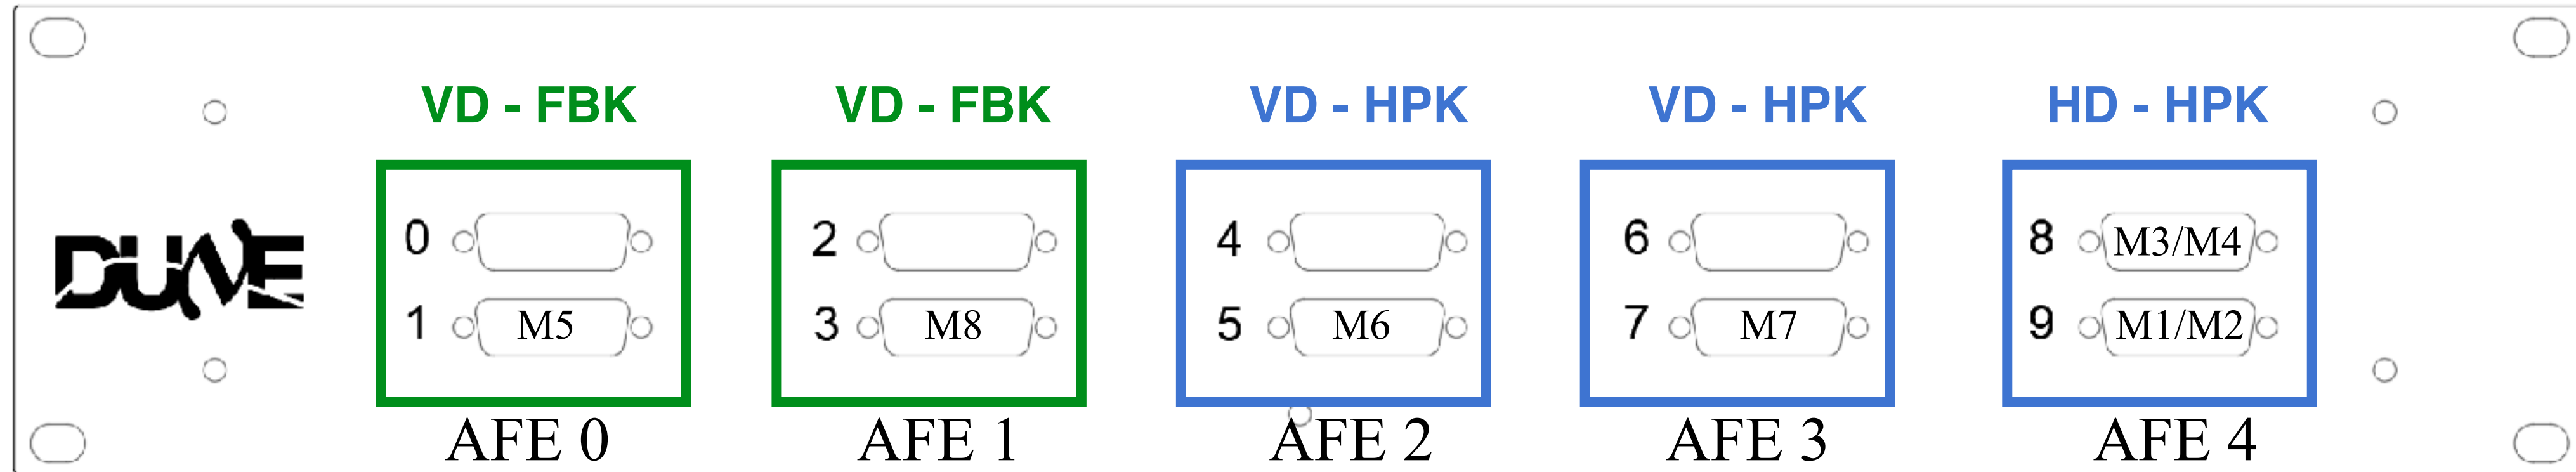 VD - FBK VD - FBK VD - HPK VD - HPK HD - HPK
DUNE
0 2 4 6 8 M3/M4
1 M5 3 M8 5 M6 7 M7 9 M1/M2
AFE 0 AFE 1 AFE 2 AFE 3 AFE 4